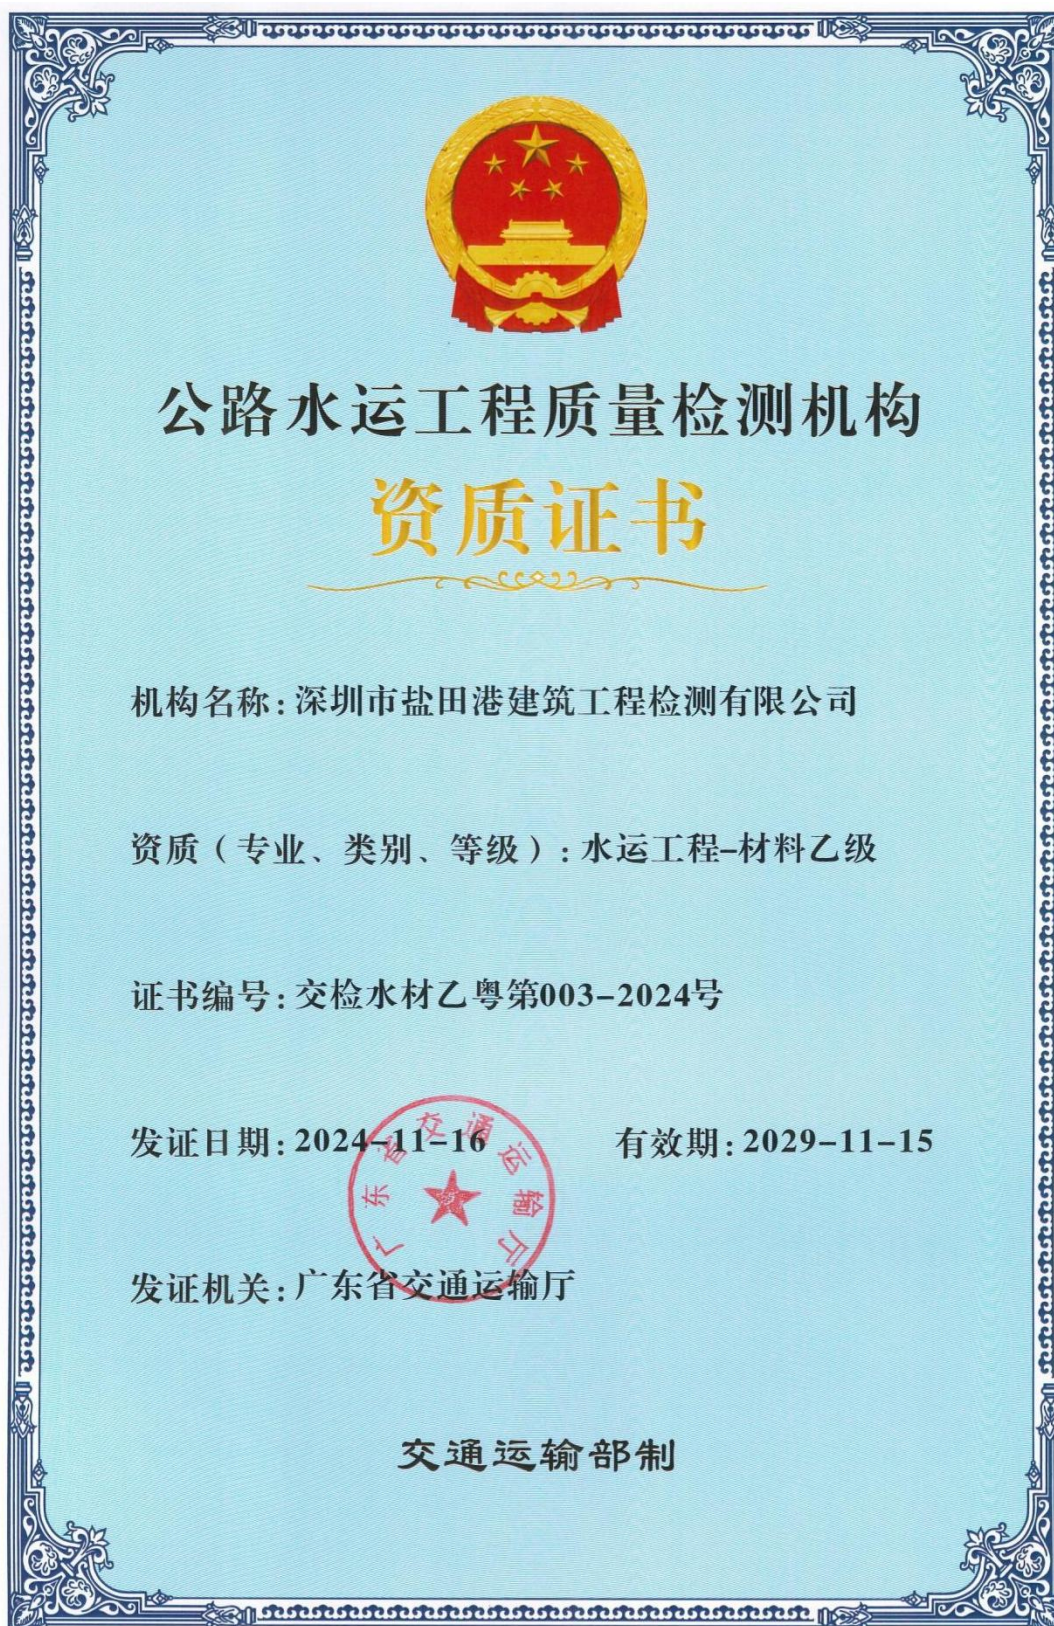 公路水运工程质量检测机构
资质证书
机构名称:深圳市盐田港建筑工程检测有限公司
资质(专业、类别、等级):水运工程-材料乙级
证书编号:交检水材乙粤第003-2024号
发证日期:2024-11-16 有效期:2029-11-15
广东省交通运输厅
发证机关:广东省交通运输厅
交通运输部制